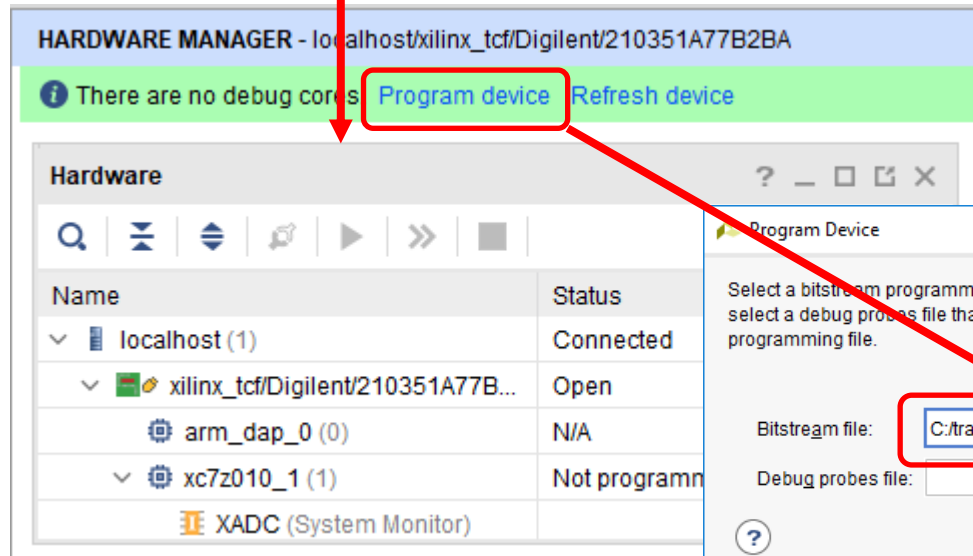 HARDWARE MANAGER - localhost/xilinx_tcf/Digilent/210351A77B2BA
There are no debug cores. Program device Refresh device
Hardware
Name Status
localhost (1) Connected
xilinx_tcf/Digilent/210351A77B... Open
arm_dap_0 (0) N/A
xc7z010_1 (1) Not programm
XADC (System Monitor)
Program Device
Select a bitstream programm
select a debug probes file tha
programming file.
Bitstream file: C:/tra
Debug probes file: